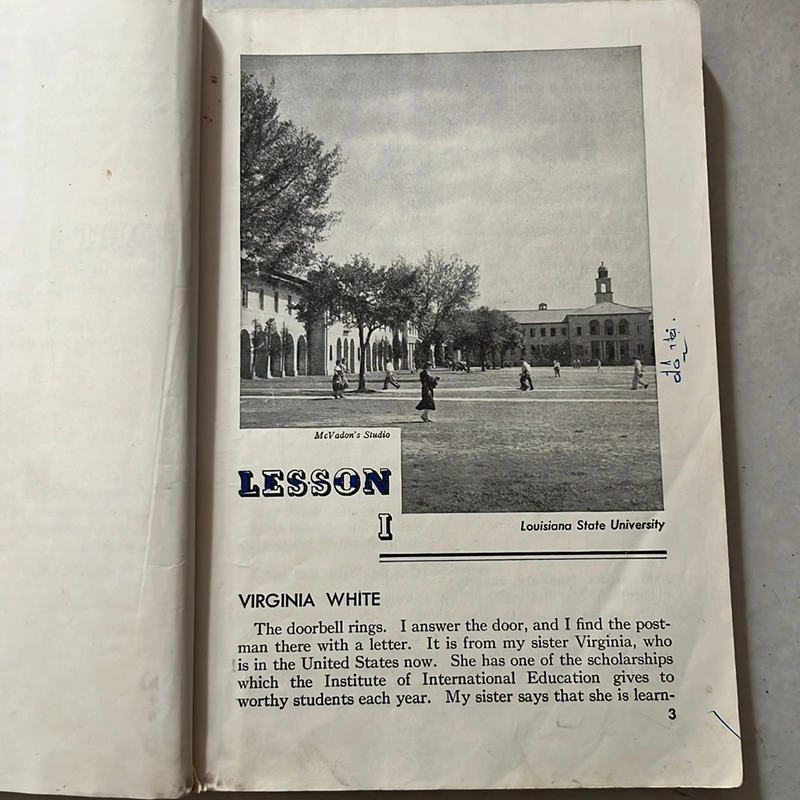 McVadon's Studio
LESSON
I
Louisiana State University
VIRGINIA WHITE
The doorbell rings. I answer the door, and I find the post-
man there with a letter. It is from my sister Virginia, who
is in the United States now. She has one of the scholarships
which the Institute of International Education gives to
worthy students each year. My sister says that she is learn-
3